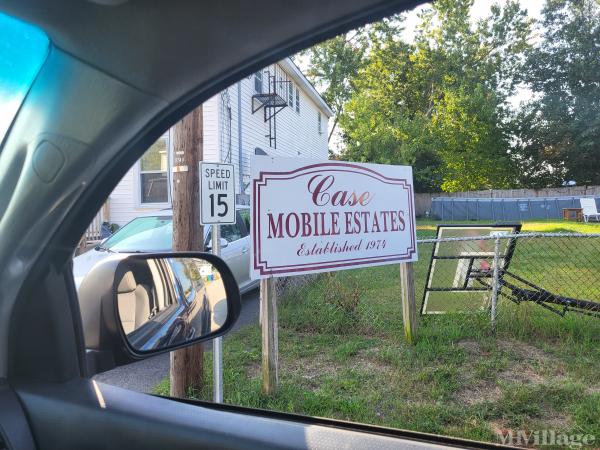 SPEED
LIMIT
15
Case
MOBILE ESTATES
Established 1974
MHVillage